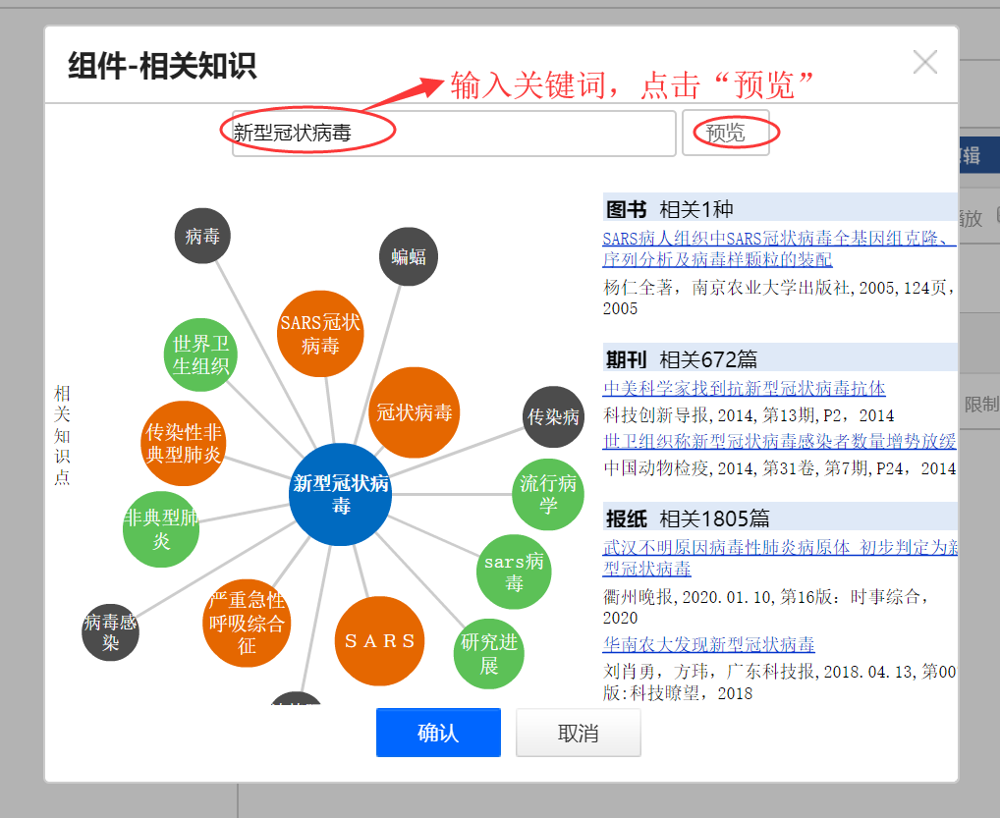 组件-相关知识
输入关键词，点击“预览”
新型冠状病毒
预览
辑
播放
限制
相
关
知
识
点
病毒
蝙蝠
SARS冠状
病毒
世界卫
生组织
冠状病毒
传染病
传染性非
典型肺炎
新型冠状病
毒
流行病
学
非典型肺
炎
sars病
毒
病毒感
染
严重急性
呼吸综合
征
ＳＡＲＳ
研究进
展
图书 相关1种
SARS病人组织中SARS冠状病毒全基因组克隆、
序列分析及病毒样颗粒的装配
杨仁全著，南京农业大学出版社,2005,124页，
2005
期刊 相关672篇
中美科学家找到抗新型冠状病毒抗体
科技创新导报,2014,第13期,P2，2014
世卫组织称新型冠状病毒感染者数量增势放缓
中国动物检疫,2014,第31卷,第7期,P24，2014
报纸 相关1805篇
武汉不明原因病毒性肺炎病原体 初步判定为新
型冠状病毒
衢州晚报,2020.01.10,第16版：时事综合，
2020
华南农大发现新型冠状病毒
刘肖勇，方玮，广东科技报,2018.04.13,第00
版:科技瞭望，2018
确认
取消